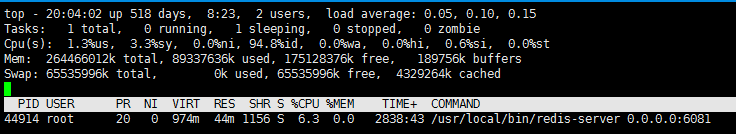 top - 20:04:02 up 518 days,  8:23,  2 users,  load average: 0.05, 0.10, 0.15
Tasks:   1 total,   0 running,   1 sleeping,   0 stopped,   0 zombie
Cpu(s):  1.3%us,  3.3%sy,  0.0%ni, 94.8%id,  0.0%wa,  0.0%hi,  0.6%si,  0.0%st
Mem:  264466012k total, 89337636k used, 175128376k free,   189756k buffers
Swap: 65535996k total,        0k used, 65535996k free,  4329264k cached
PID USER      PR  NI  VIRT  RES  SHR S %CPU %MEM    TIME+  COMMAND
44914 root      20   0  974m  44m 1156 S  6.3  0.0   2838:43 /usr/local/bin/redis-server 0.0.0.0:6081